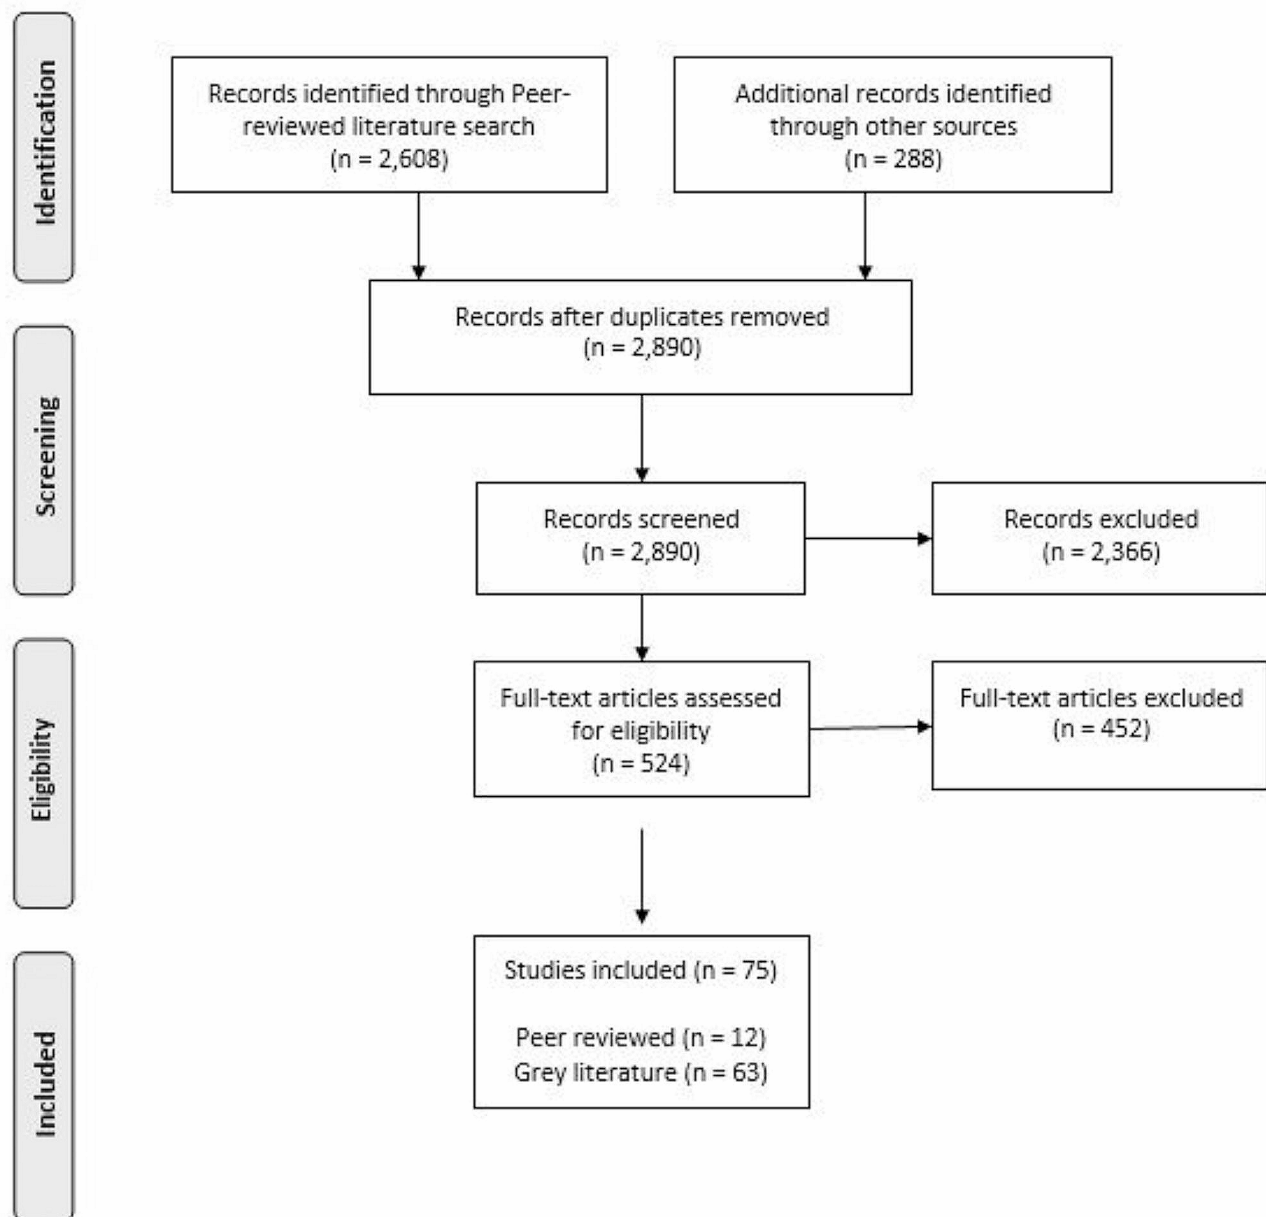 Identification
Records identified through Peer-
reviewed literature search
(n = 2,608)
Additional records identified
through other sources
(n = 288)
Records after duplicates removed
(n = 2,890)
Screening
Records screened
(n = 2,890)
Records excluded
(n = 2,366)
Eligibility
Full-text articles assessed
for eligibility
(n = 524)
Full-text articles excluded
(n = 452)
Included
Studies included (n = 75)
Peer reviewed (n = 12)
Grey literature (n = 63)